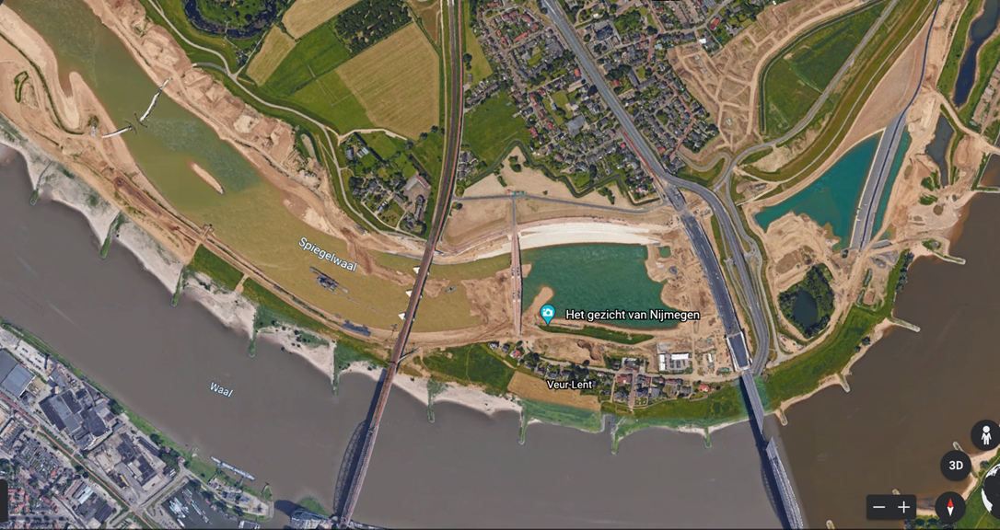 Spiegelwaal
Het gezicht van Nijmegen
Veur-Lent
Waal
3D